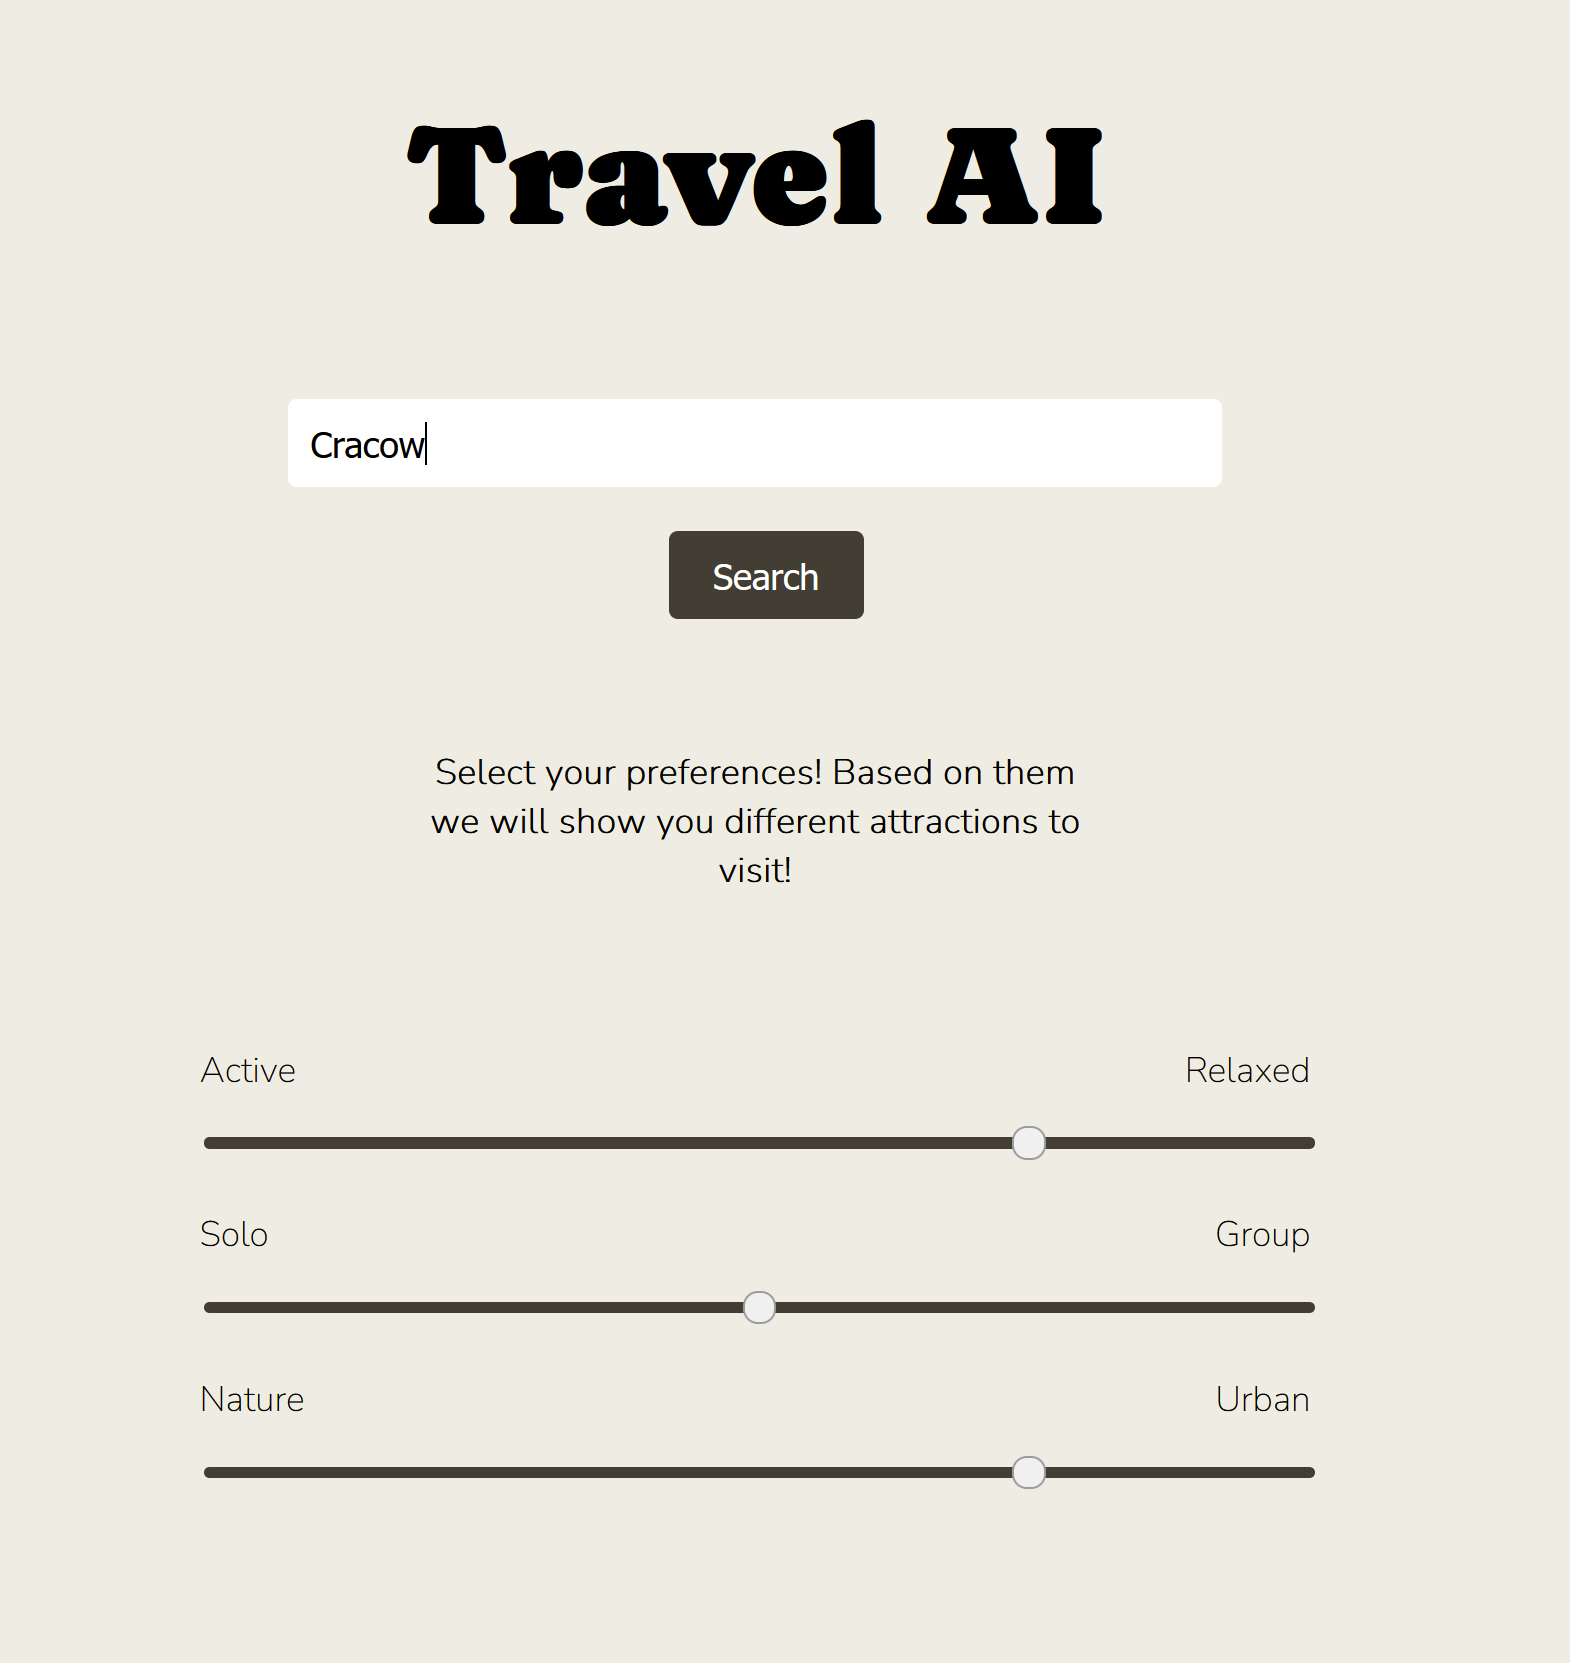 Travel AI
Cracow
Search
Select your preferences! Based on them
we will show you different attractions to
visit!
Active Relaxed
Solo Group
Nature Urban